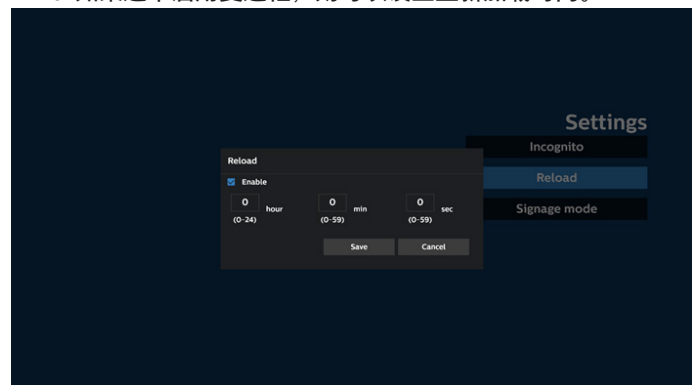 Settings
Incognito
Reload
Signage mode
Reload
Enable
0 hour 0 min 0 sec
(0-24) (0-59) (0-59)
Save Cancel